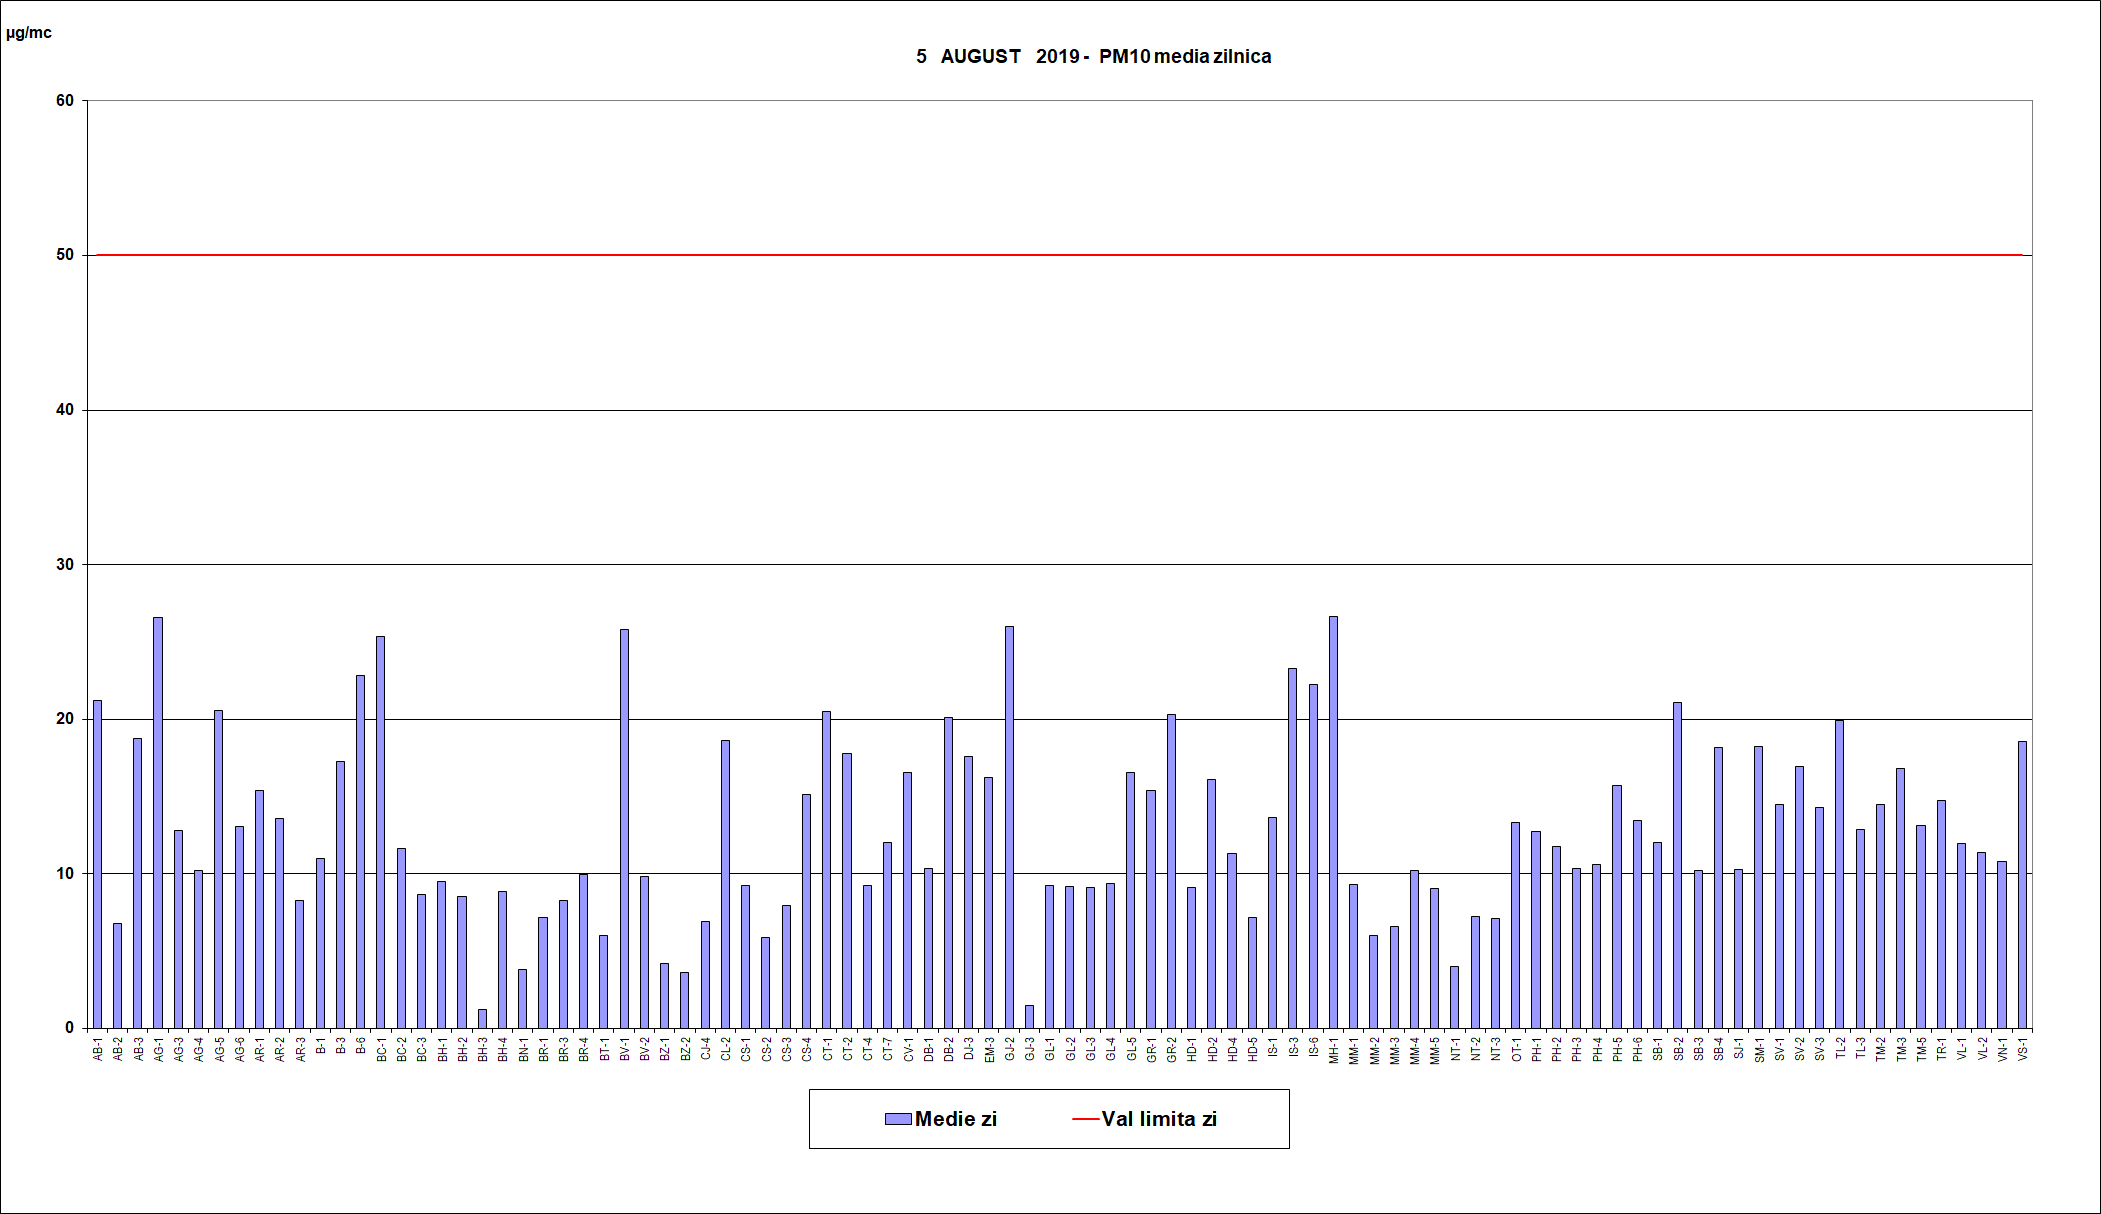 µg/mc
5 AUGUST 2019 - PM10 media zilnica
60
50
40
30
20
10
0
AB-1 AB-2 AB-3 AG-1 AG-3 AG-4 AG-5 AG-6 AR-1 AR-2 AR-3 B-1 B-3 B-6 BC-1 BC-2 BC-3 BH-1 BH-2 BH-3 BH-4 BN-1 BR-1 BR-3 BR-4 BT-1 BV-1 BV-2 BZ-1 BZ-2 CJ-4 CL-2 CS-1 CS-2 CS-3 CS-4 CT-1 CT-2 CT-4 CT-7 CV-1 DB-1 DB-2 DJ-3 EM-3 GJ-2 GJ-3 GL-1 GL-2 GL-3 GL-4 GL-5 GR-1 GR-2 HD-1 HD-2 HD-4 HD-5 IS-1 IS-3 IS-6 MH-1 MM-1 MM-2 MM-3 MM-4 MM-5 NT-1 NT-2 NT-3 OT-1 PH-1 PH-2 PH-3 PH-4 PH-5 PH-6 SB-1 SB-2 SB-3 SB-4 SJ-1 SM-1 SV-1 SV-2 SV-3 TL-2 TL-3 TM-2 TM-3 TM-5 TR-1 VL-1 VL-2 VN-1 VS-1
Medie zi Val limita zi